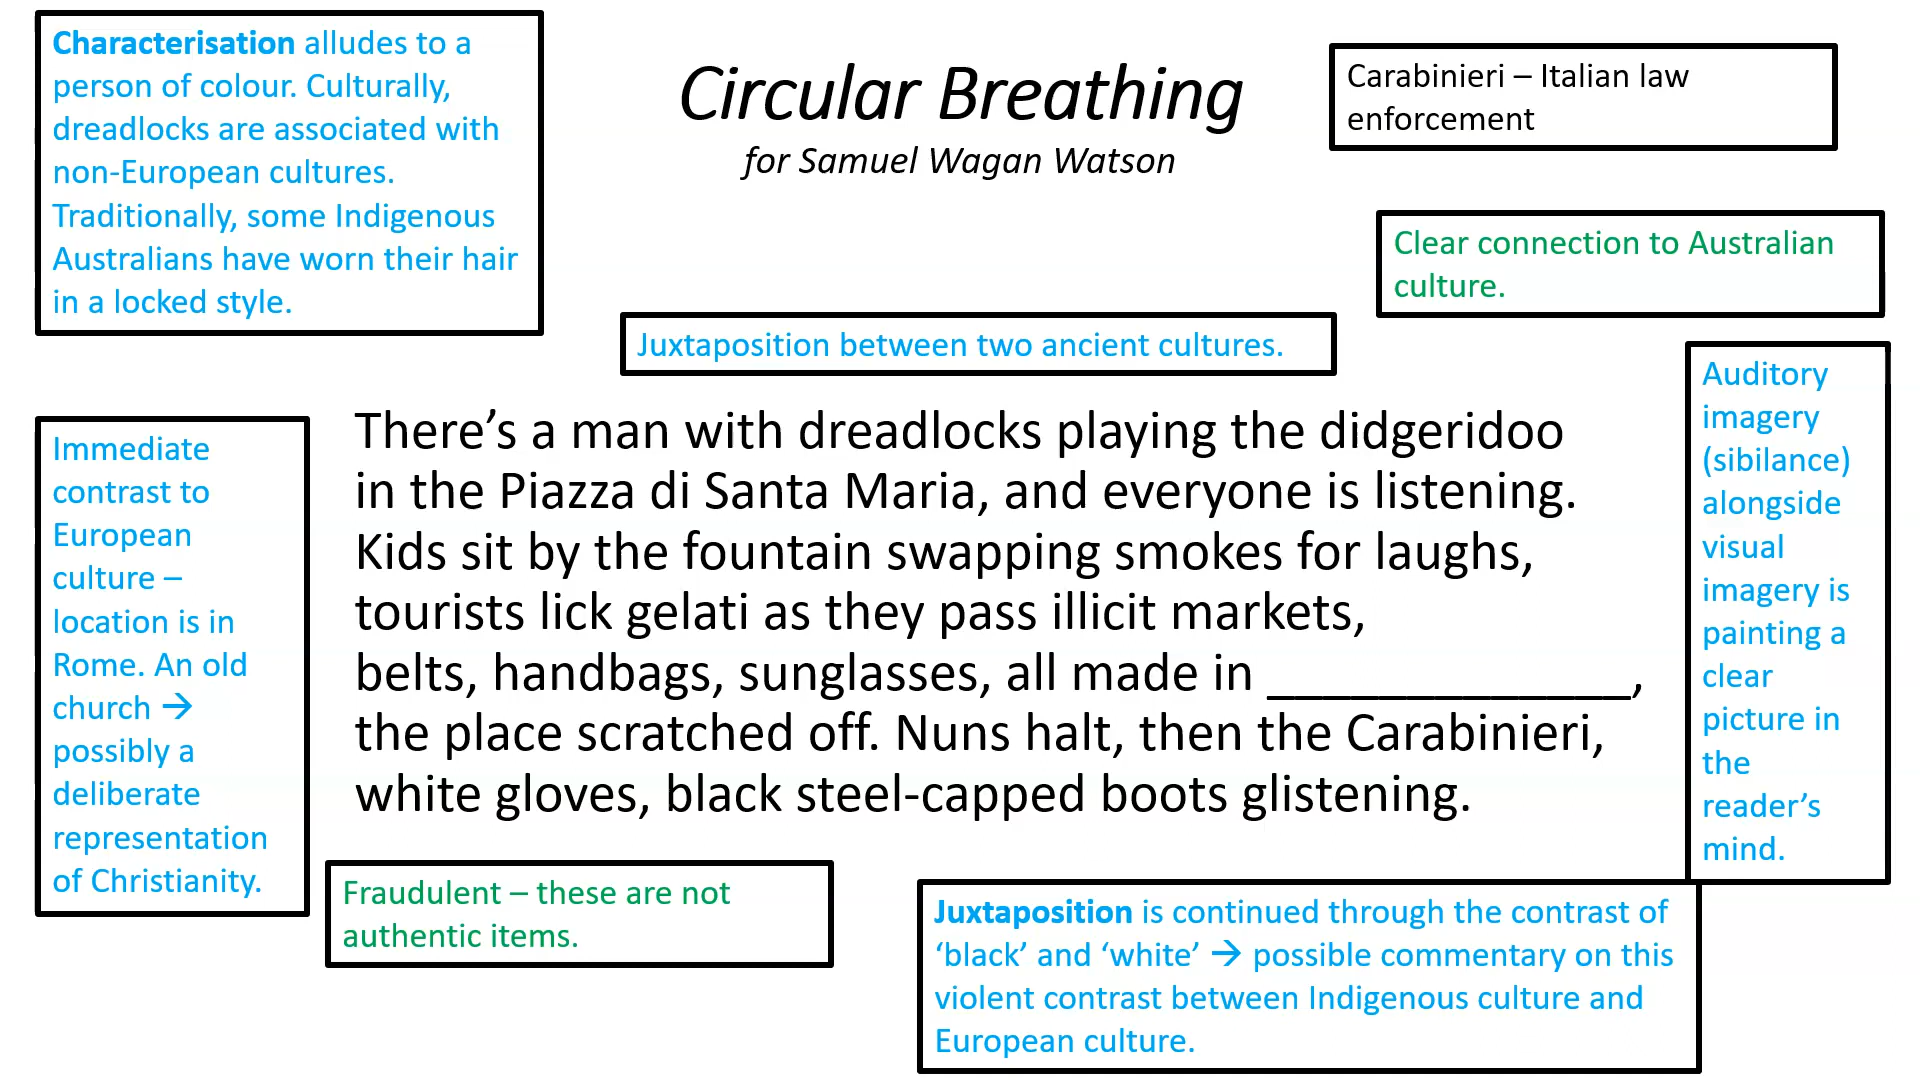 Characterisation alludes to a
person of colour. Culturally,
dreadlocks are associated with
non-European cultures.
Traditionally, some Indigenous
Australians have worn their hair
in a locked style.
Circular Breathing
for Samuel Wagan Watson
Carabinieri – Italian law
enforcement
Clear connection to Australian
culture.
Juxtaposition between two ancient cultures.
Immediate
contrast to
European
culture –
location is in
Rome. An old
church →
possibly a
deliberate
representation
of Christianity.
There’s a man with dreadlocks playing the didgeridoo
in the Piazza di Santa Maria, and everyone is listening.
Kids sit by the fountain swapping smokes for laughs,
tourists lick gelati as they pass illicit markets,
belts, handbags, sunglasses, all made in ______________,
the place scratched off. Nuns halt, then the Carabinieri,
white gloves, black steel-capped boots glistening.
Auditory
imagery
(sibilance)
alongside
visual
imagery is
painting a
clear
picture in
the
reader’s
mind.
Fraudulent – these are not
authentic items.
Juxtaposition is continued through the contrast of
‘black’ and ‘white’ → possible commentary on this
violent contrast between Indigenous culture and
European culture.